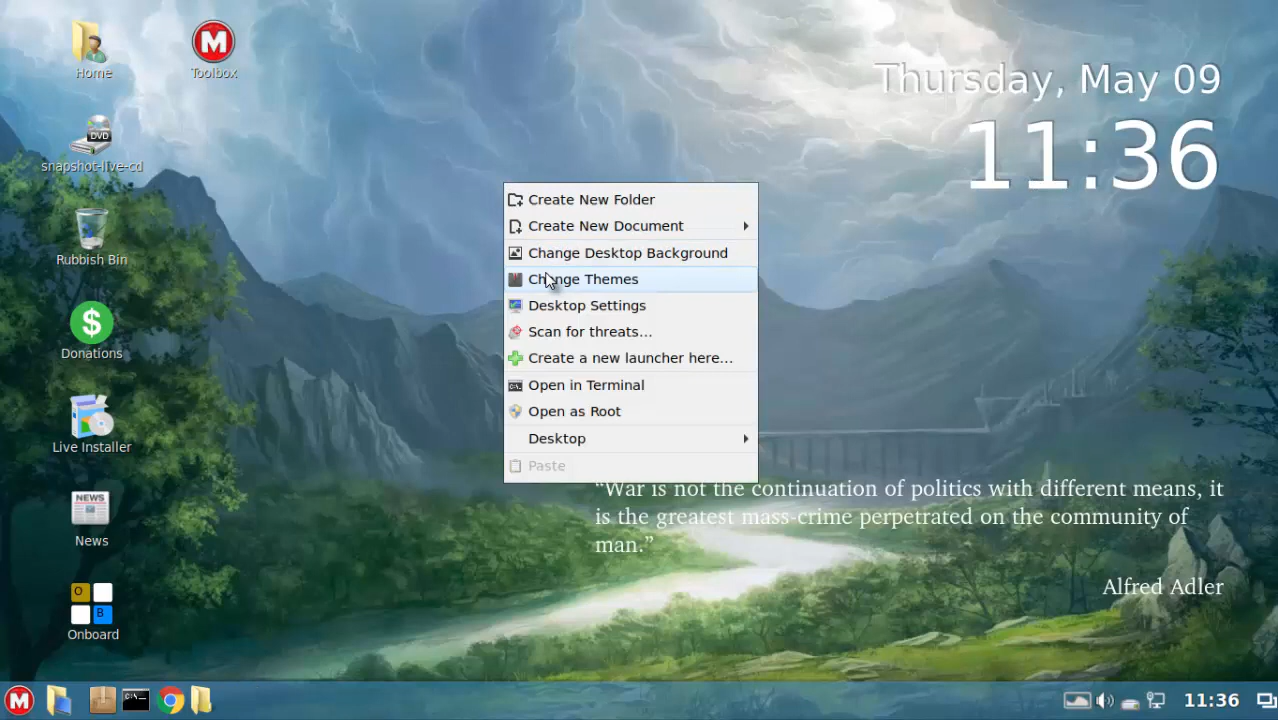 Home
Toolbox
DVD
snapshot-live-cd
Rubbish Bin
$
Donations
Live Installer
NEWS
News
O
B
Onboard
Thursday, May 09
11:36
Create New Folder
Create New Document
Change Desktop Background
Change Themes
Desktop Settings
Scan for threats...
Create a new launcher here...
Open in Terminal
Open as Root
Desktop
Paste
“War is not the continuation of politics with different means, it
is the greatest mass-crime perpetrated on the community of
man.”
Alfred Adler
M
M
C:\_
11:36